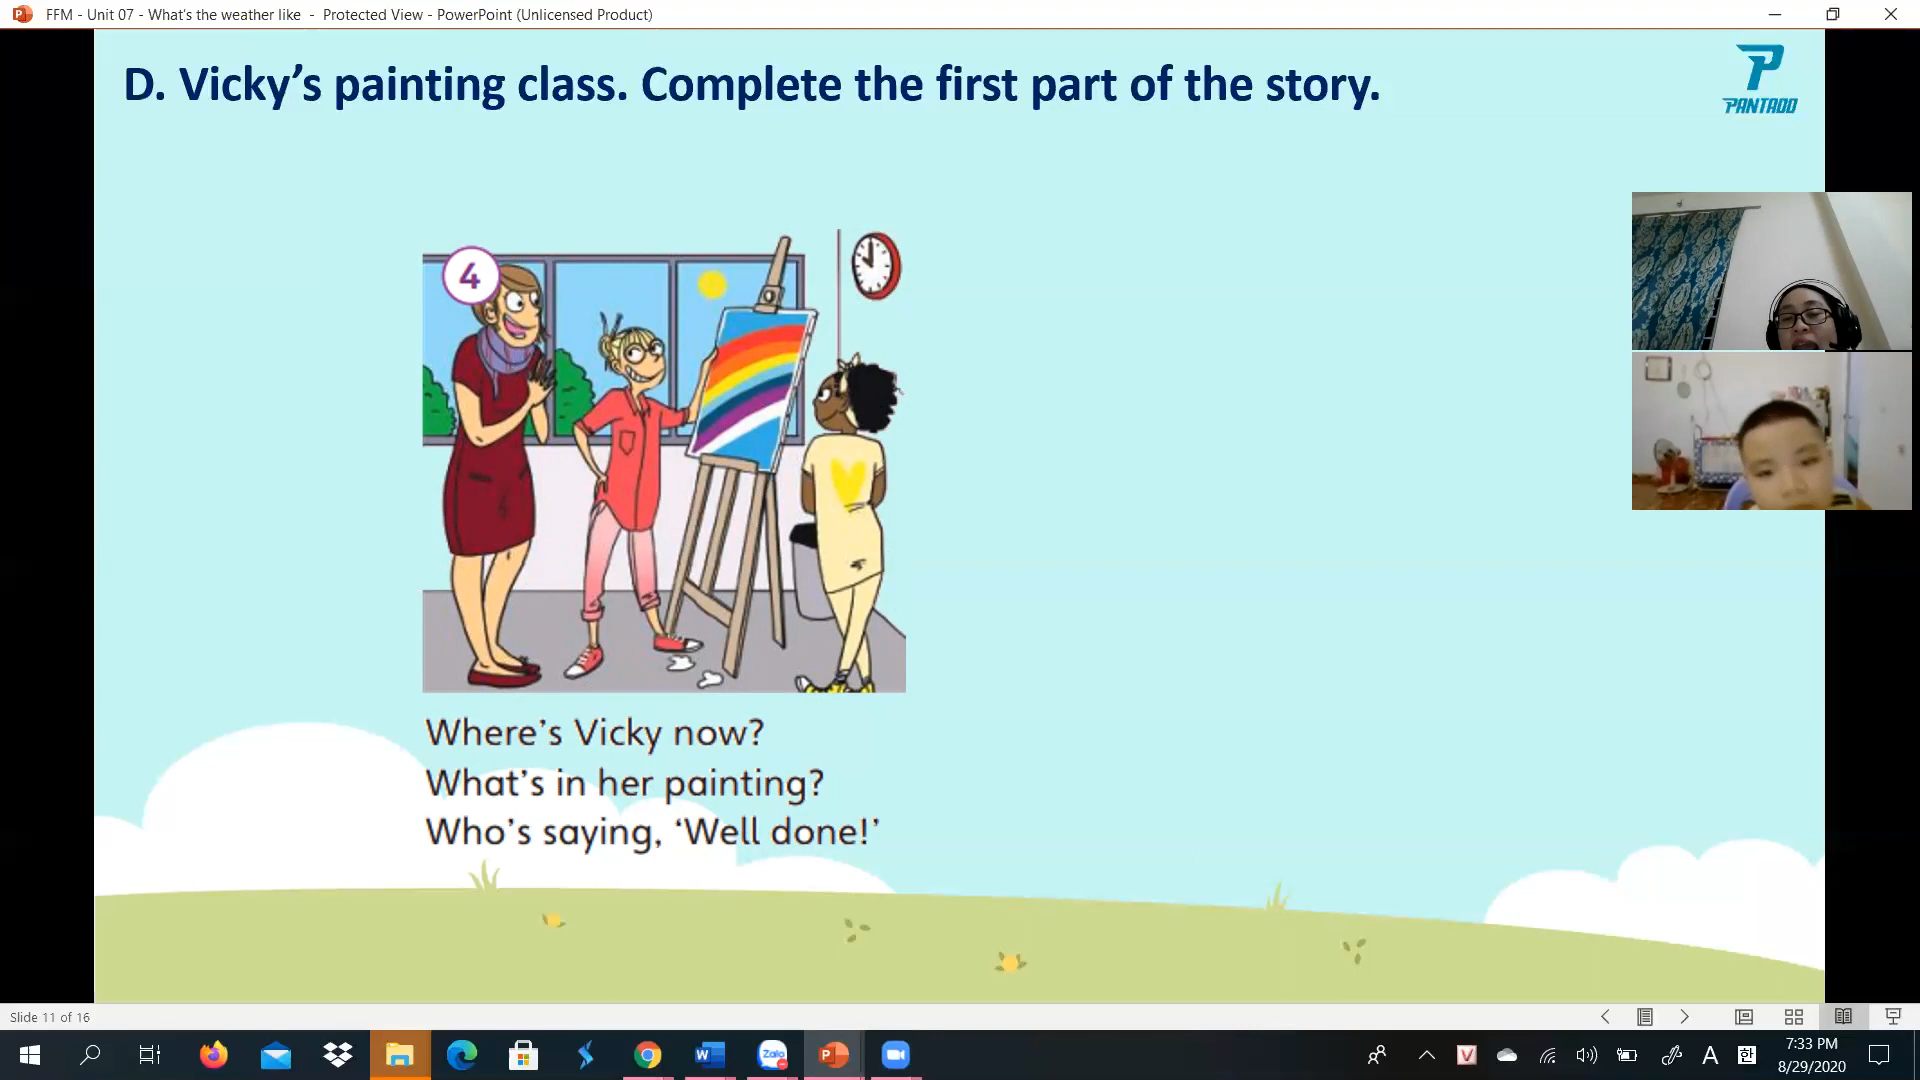 FFM - Unit 07 - What's the weather like - Protected View - PowerPoint (Unlicensed Product)
D. Vicky's painting class. Complete the first part of the story.
PANTADO
4
Where's Vicky now?
What's in her painting?
Who's saying, 'Well done!'
Slide 11 of 16
Zalo
A
한
7:33 PM
8/29/2020